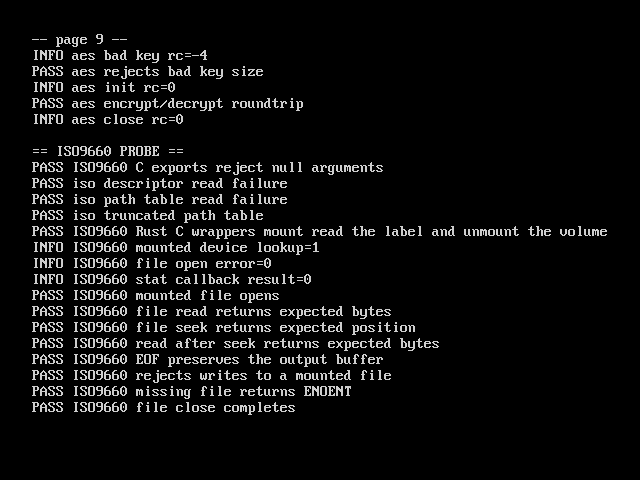 -- page 9 --
INFO aes bad key rc=-4
PASS aes rejects bad key size
INFO aes init rc=0
PASS aes encrypt/decrypt roundtrip
INFO aes close rc=0
== ISO9660 PROBE ==
PASS ISO9660 C exports reject null arguments
PASS iso descriptor read failure
PASS iso path table read failure
PASS iso truncated path table
PASS ISO9660 Rust C wrappers mount read the label and unmount the volume
INFO ISO9660 mounted device lookup=1
INFO ISO9660 file open error=0
INFO ISO9660 stat callback result=0
PASS ISO9660 mounted file opens
PASS ISO9660 file read returns expected bytes
PASS ISO9660 file seek returns expected position
PASS ISO9660 read after seek returns expected bytes
PASS ISO9660 EOF preserves the output buffer
PASS ISO9660 rejects writes to a mounted file
PASS ISO9660 missing file returns ENOENT
PASS ISO9660 file close completes